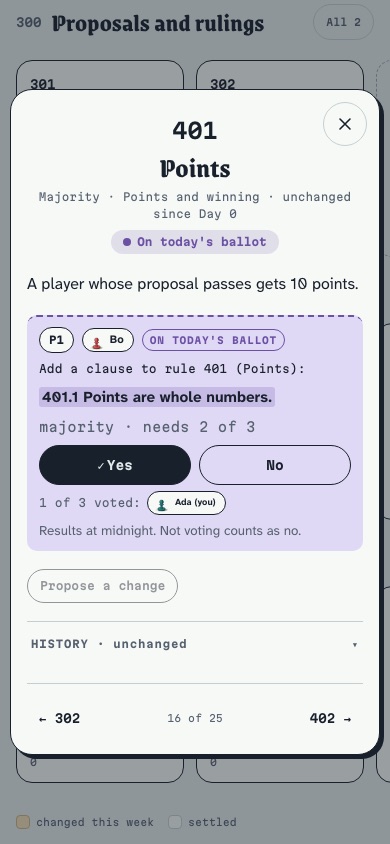 300 Proposals and rulings All 2
301 302
401
Points
Majority · Points and winning · unchanged
since Day 0
On today's ballot
A player whose proposal passes gets 10 points.
P1 Bo ON TODAY'S BALLOT
Add a clause to rule 401 (Points):
401.1 Points are whole numbers.
majority · needs 2 of 3
✓Yes No
1 of 3 voted: Ada (you)
Results at midnight. Not voting counts as no.
Propose a change
HISTORY · unchanged ▾
← 302 16 of 25 402 →
0 0
changed this week settled